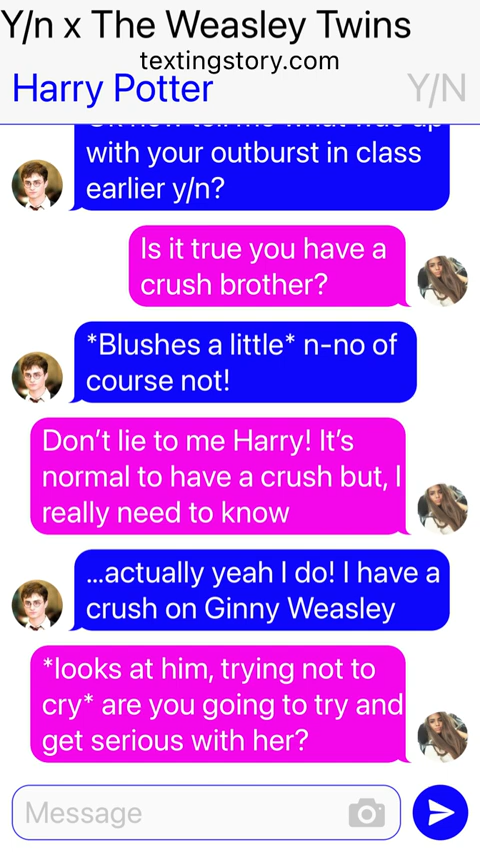 Y/n x The Weasley Twins
textingstory.com
Harry Potter
Y/N
with your outburst in class
earlier y/n?
Is it true you have a
crush brother?
*Blushes a little* n-no of
course not!
Don't lie to me Harry! It's
normal to have a crush but, I
really need to know
...actually yeah I do! I have a
crush on Ginny Weasley
*looks at him, trying not to
cry* are you going to try and
get serious with her?
Message